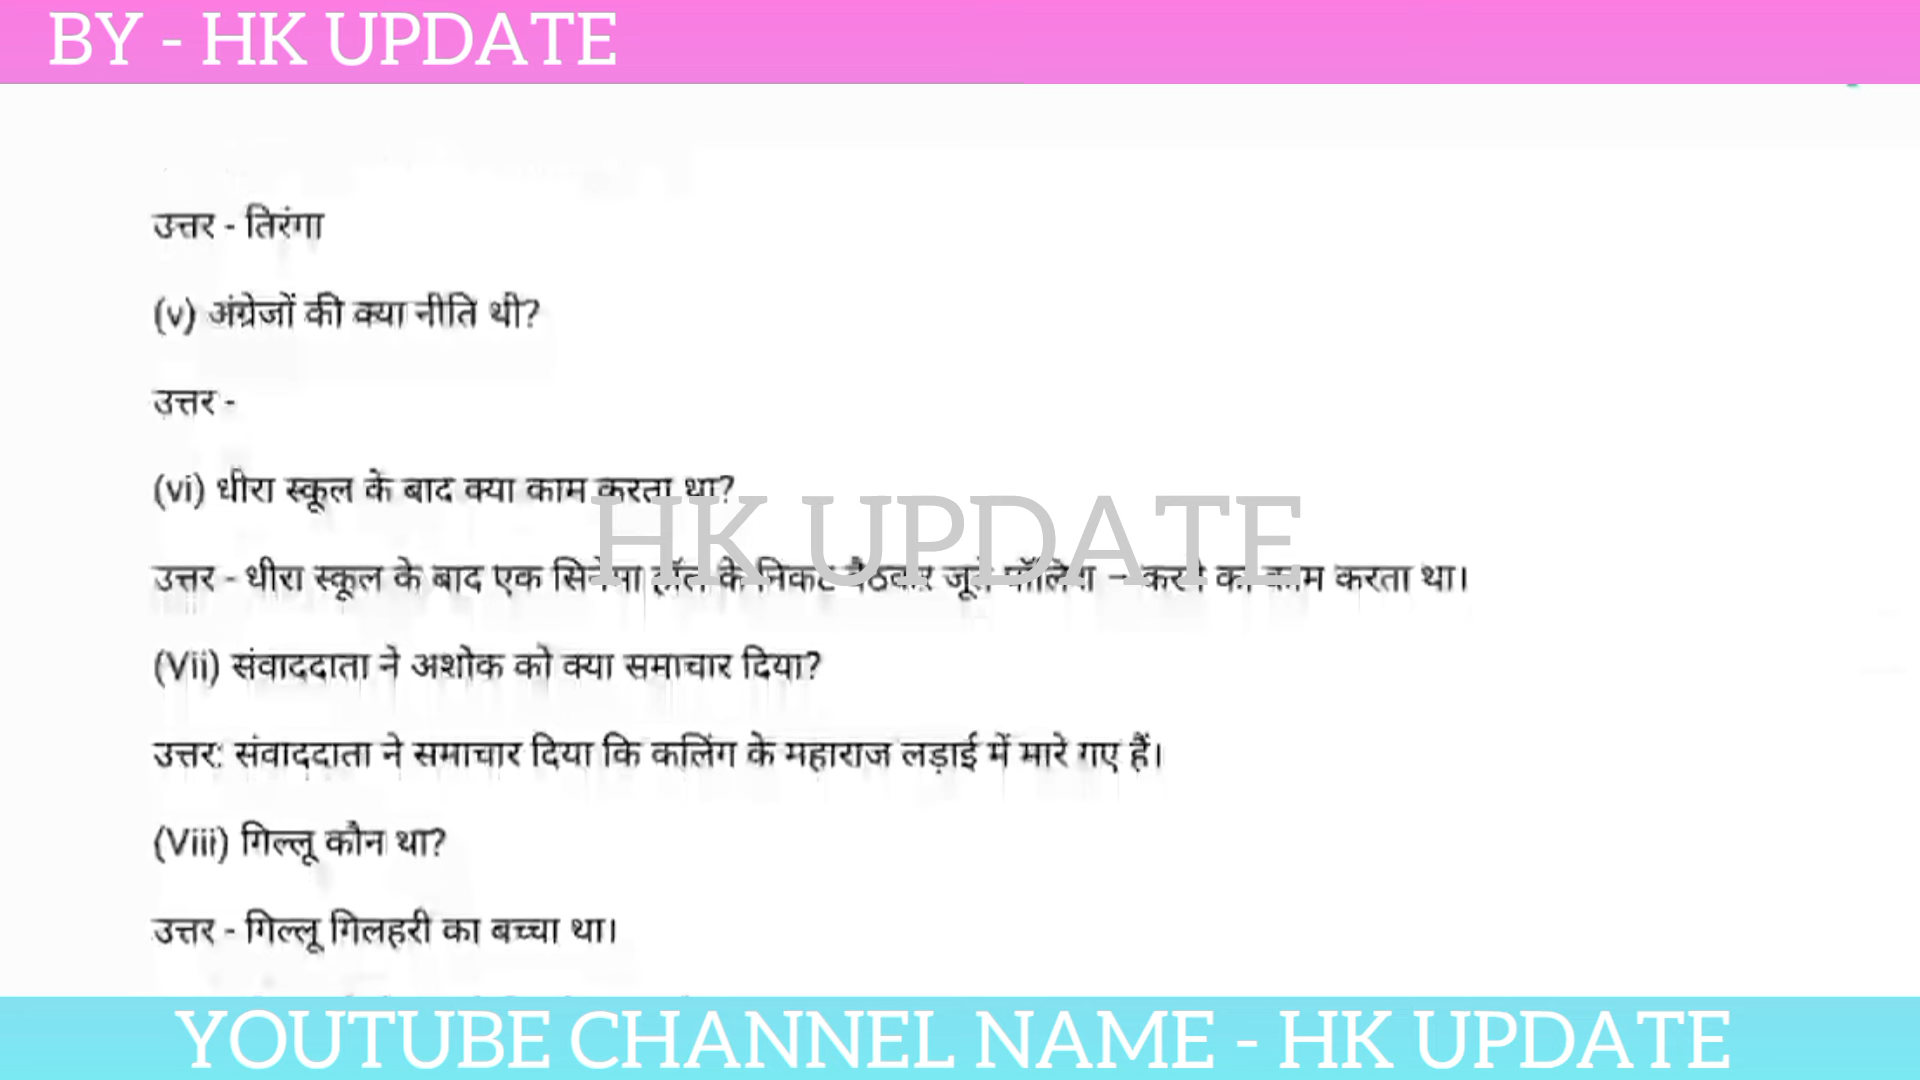 BY - HK UPDATE
उत्तर - तिरंगा
(v) अंग्रेजों की क्या नीति थी?
उत्तर -
(vi) धीरा स्कूल के बाद क्या काम करता था?
HK UPDATE
उत्तर - धीरा स्कूल के बाद एक सिनेमा हॉल के निकट बैठकर जूते पॉलिश - करने का काम करता था।
(Vii) संवाददाता ने अशोक को क्या समाचार दिया?
उत्तर: संवाददाता ने समाचार दिया कि कलिंग के महाराज लड़ाई में मारे गए हैं।
(Viii) गिल्लू कौन था?
उत्तर - गिल्लू गिलहरी का बच्चा था।
YOUTUBE CHANNEL NAME - HK UPDATE